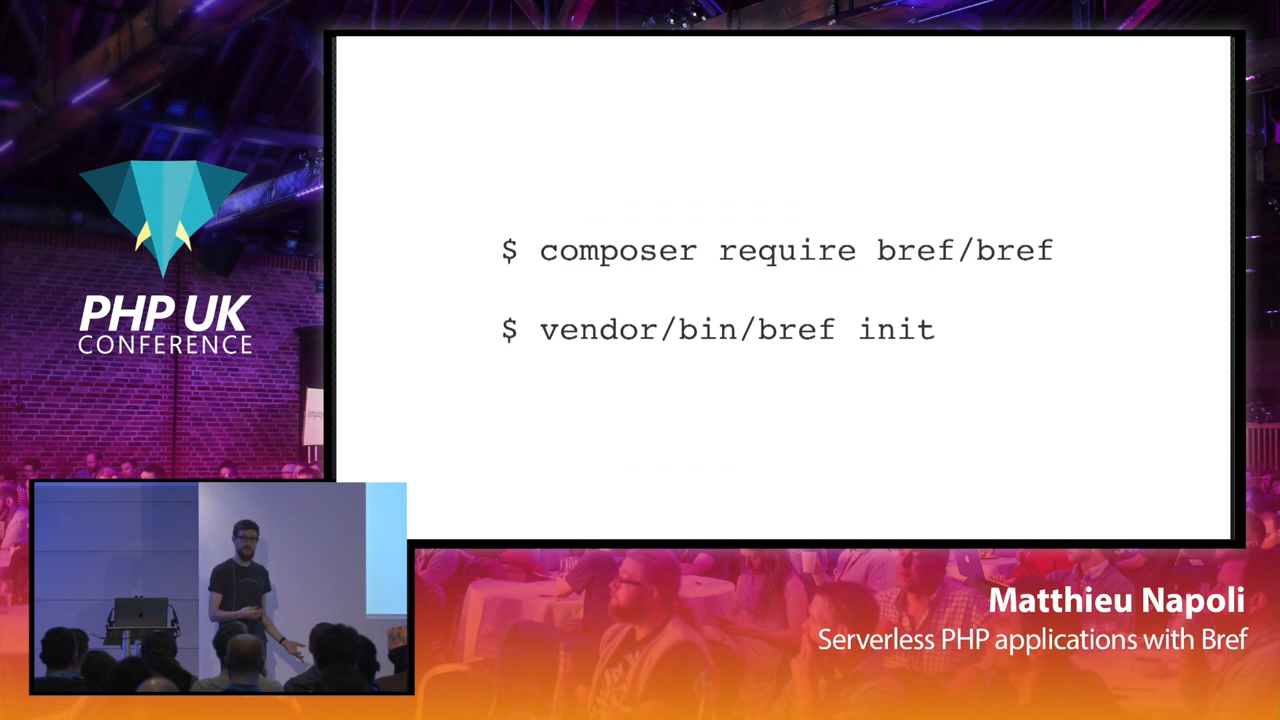 $ composer require bref/bref
$ vendor/bin/bref init
PHP UK
CONFERENCE
Matthieu Napoli
Serverless PHP applications with Bref